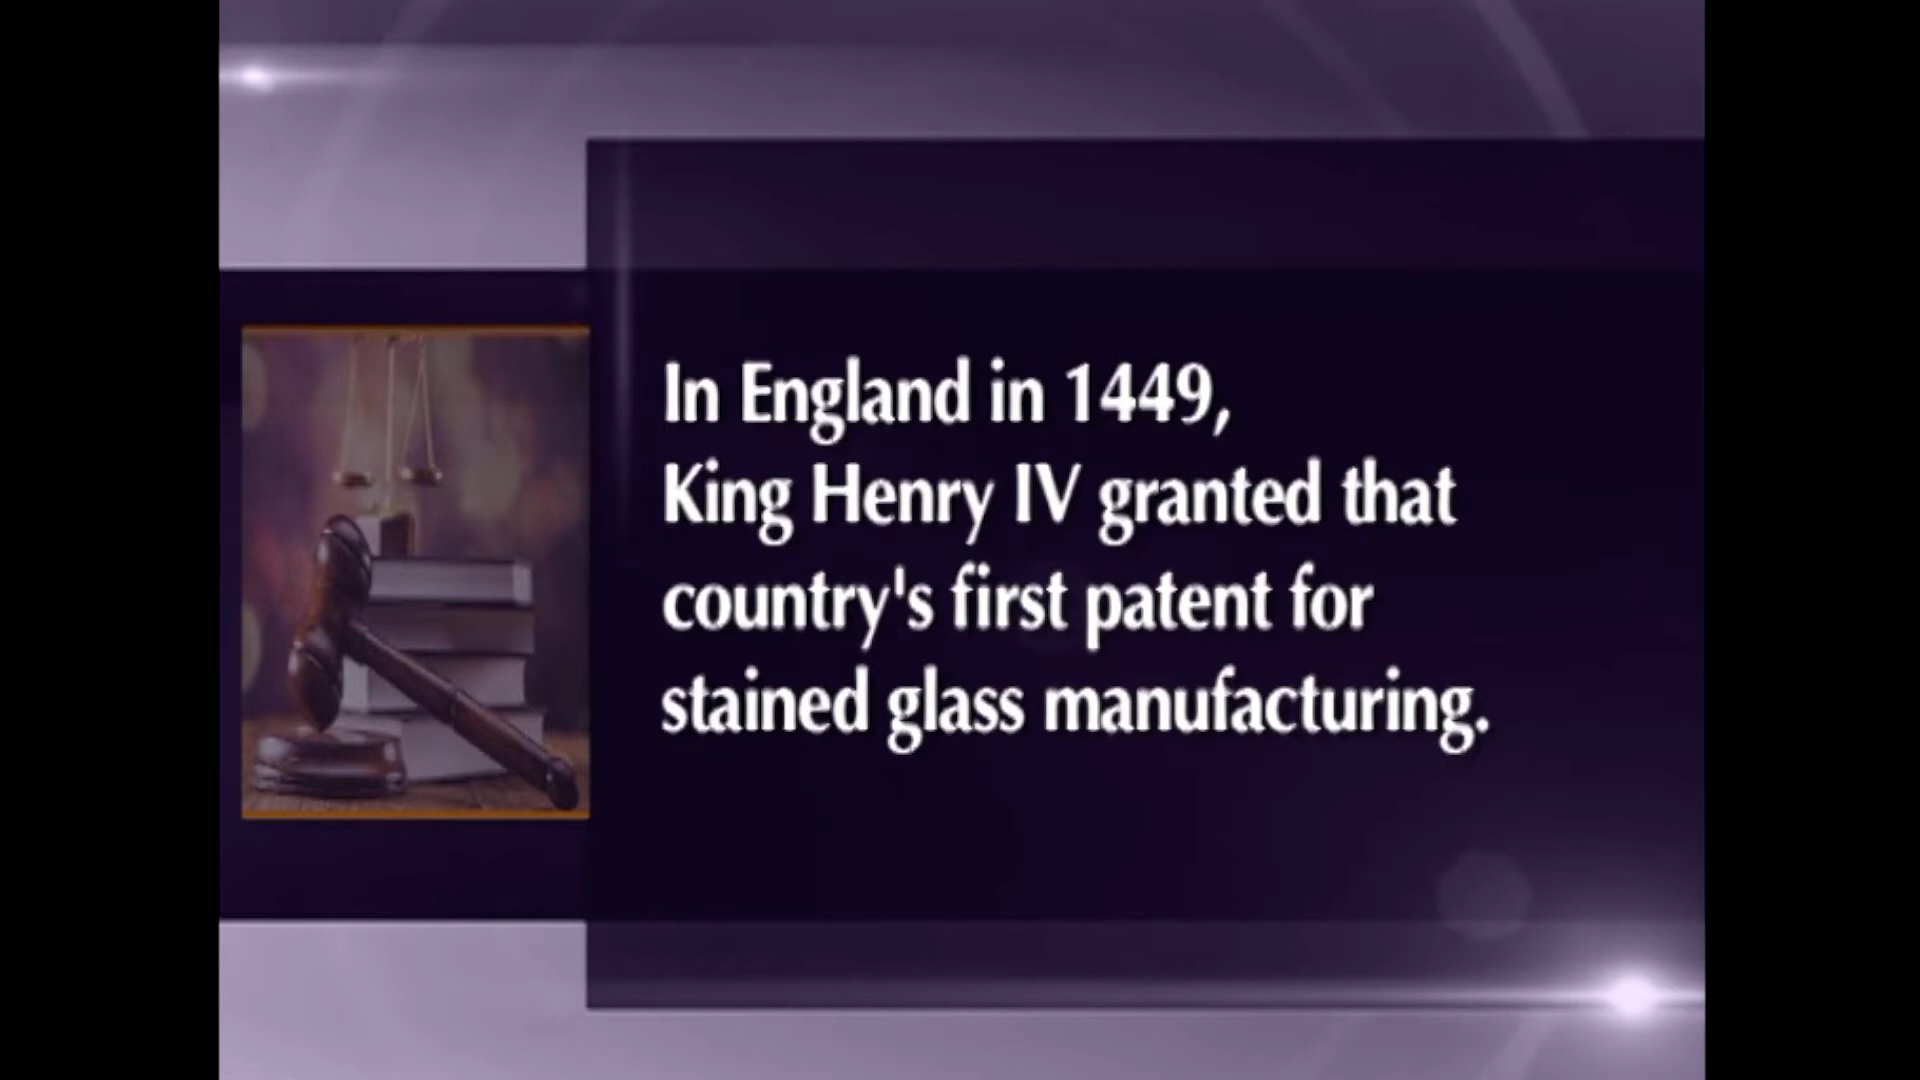 In England in 1449,
King Henry IV granted that
country's first patent for
stained glass manufacturing.